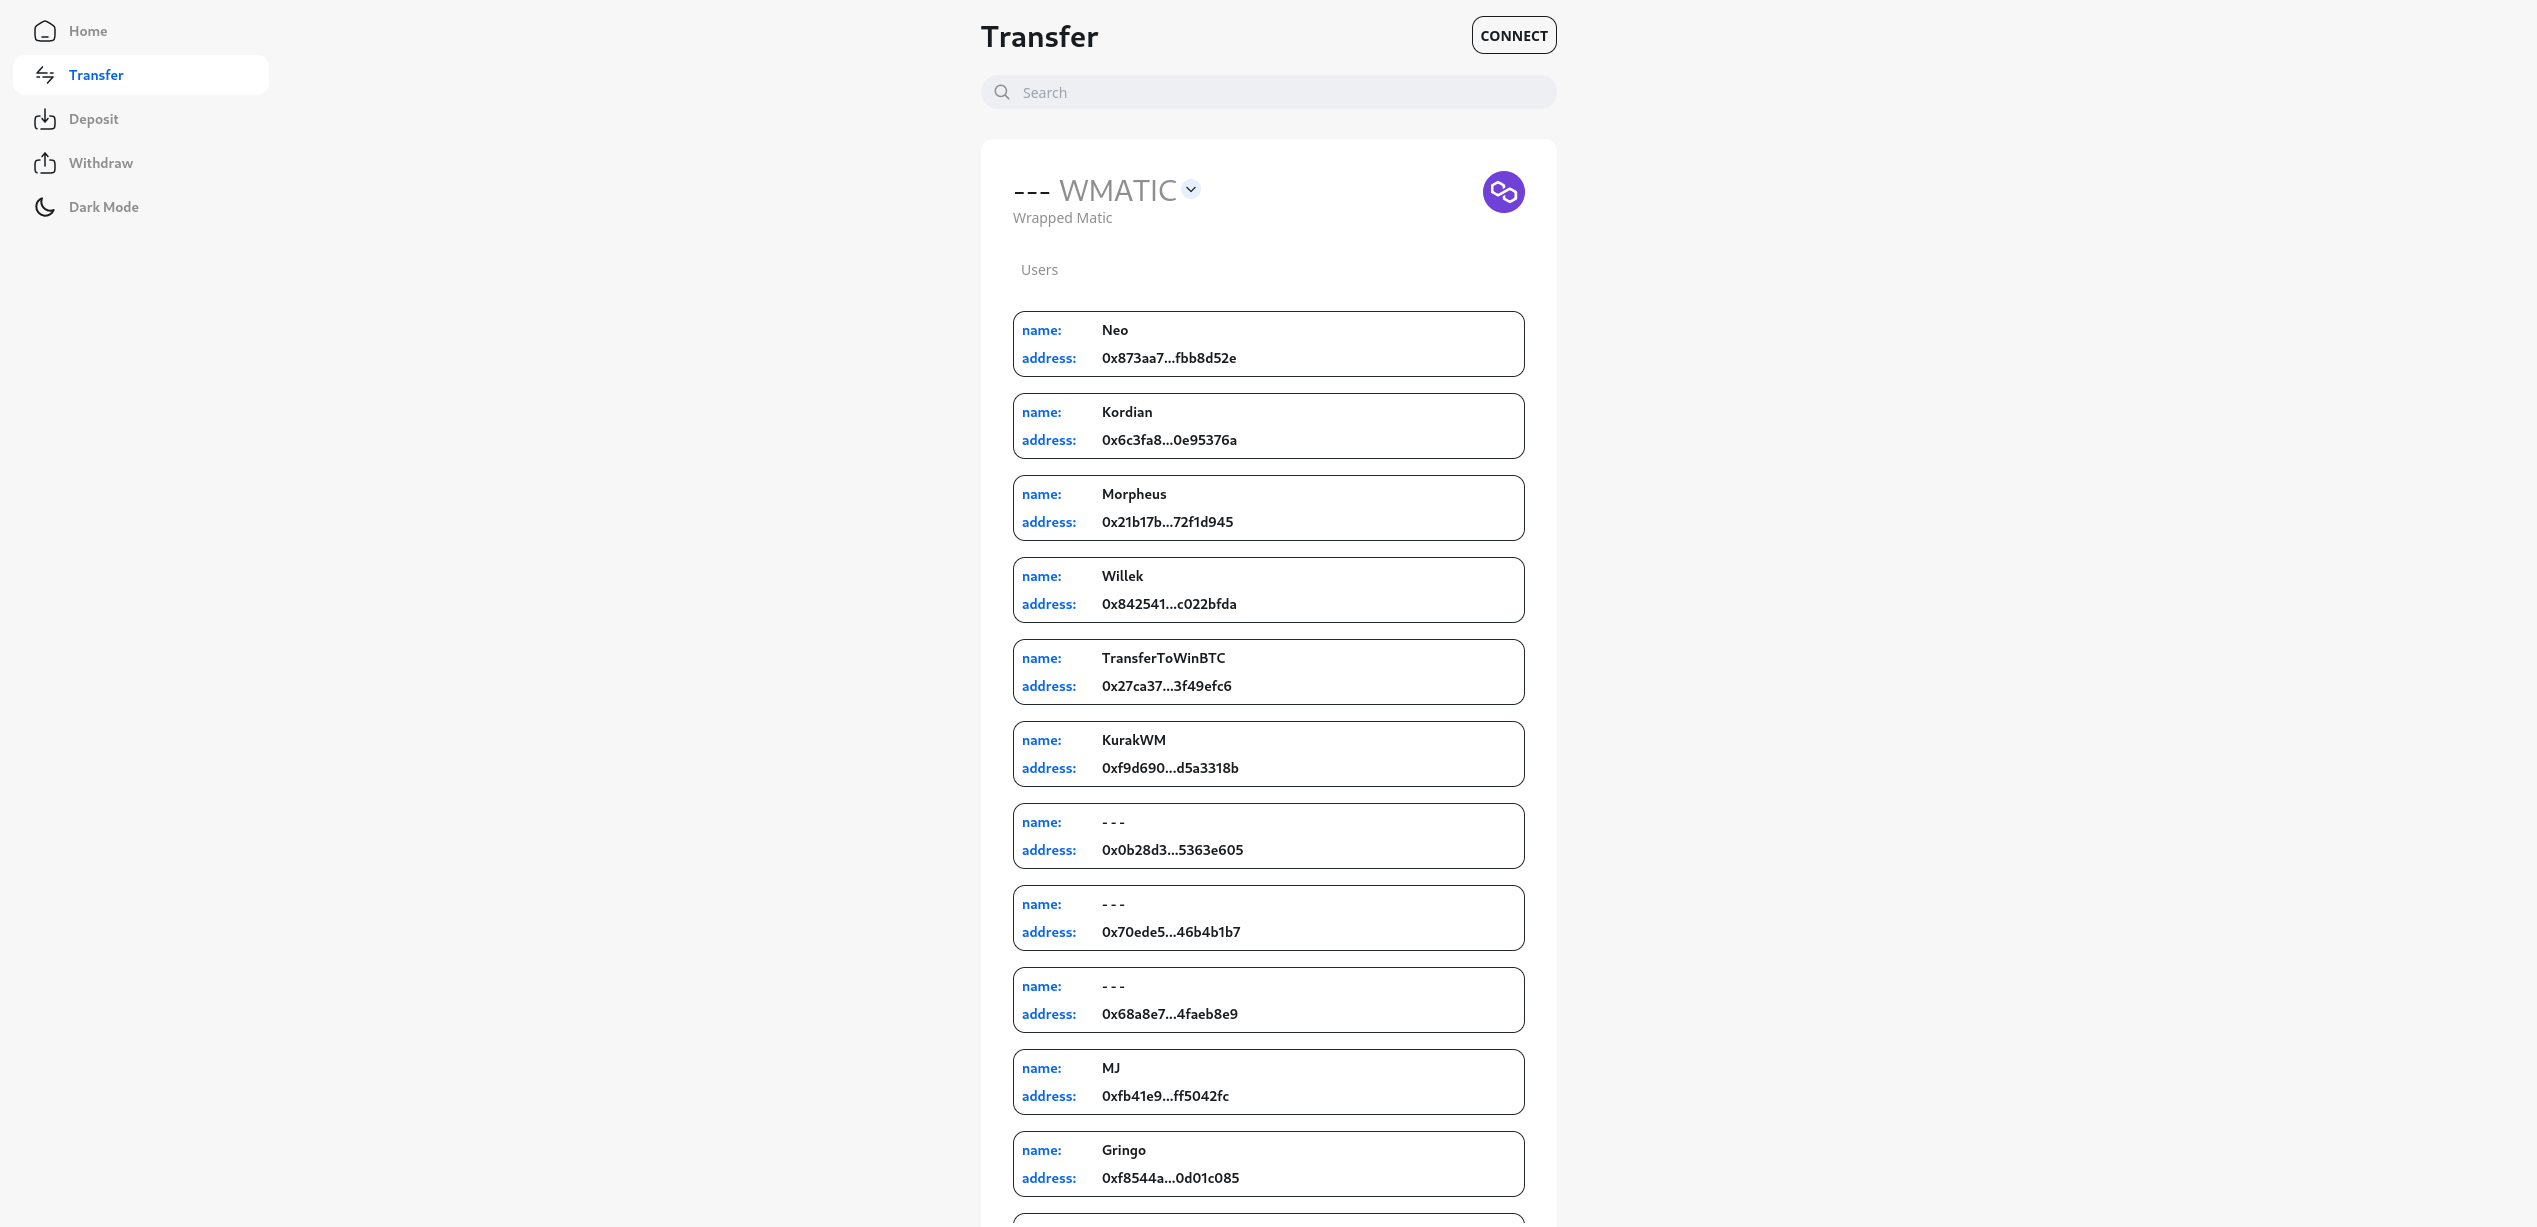 Home
Transfer
Deposit
Withdraw
Dark Mode
Transfer
CONNECT
Search
--- WMATIC
Wrapped Matic
Users
name: Neo
address: 0x873aa7...fbb8d52e
name: Kordian
address: 0x6c3fa8...0e95376a
name: Morpheus
address: 0x21b17b...72f1d945
name: Willek
address: 0x842541...c022bfda
name: TransferToWinBTC
address: 0x27ca37...3f49efc6
name: KurakWM
address: 0xf9d690...d5a3318b
name: - - -
address: 0x0b28d3...5363e605
name: - - -
address: 0x70ede5...46b4b1b7
name: - - -
address: 0x68a8e7...4faeb8e9
name: MJ
address: 0xfb41e9...ff5042fc
name: Gringo
address: 0xf8544a...0d01c085